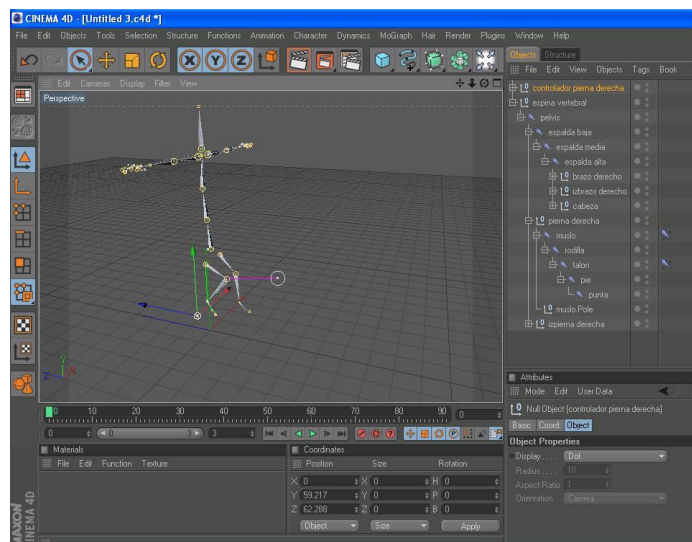 CINEMA 4D - [Untitled 3.c4d *]
File Edit Objects Tools Selection Structure Functions Animation Character Dynamics MoGraph Hair Render Plugins Window Help
Objects Structure
Edit Cameras Display Filter View
File Edit View Objects Tags Book
Perspective
controlador pierna derecha
espina vertebral
pelvis
espalda baja
espalda media
espalda alta
brazo derecho
izbrazo derecho
cabeza
pierna derecha
muslo
rodilla
talon
pie
punta
muslo.Pole
izpierna derecha
Y
Z X
Attributes
Mode Edit User Data
0 10 20 30 40 50 60 70 80 90 0
Null Object [controlador pierna derecha]
Basic Coord. Object
0 0 3 3
Object Properties
Materials
Coordinates
Display . . . . Dot
File Edit Function Texture
Position Size Rotation
Radius . . . . 10
X 0 X 0 H 0
Aspect Ratio 1
Y 59.217 Y 0 P 0
Orientation Camera
Z 62.288 Z 0 B 0
Object Size Apply
MAXON
CINEMA 4D